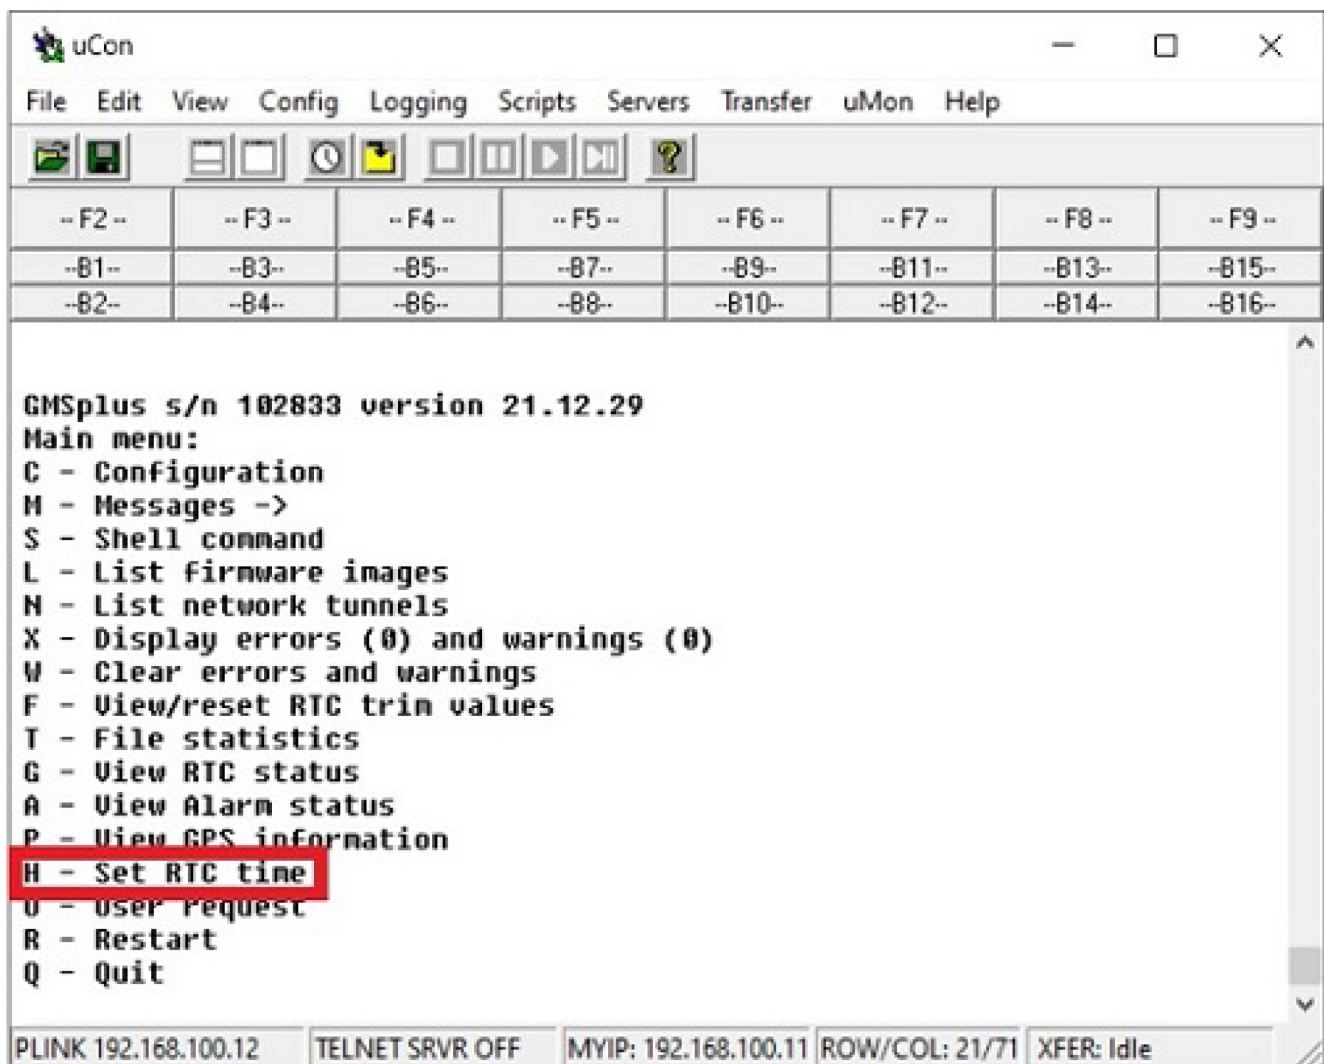 uCon
File Edit View Config Logging Scripts Servers Transfer uMon Help
-- F2 -- -- F3 -- -- F4 -- -- F5 -- -- F6 -- -- F7 -- -- F8 -- -- F9 --
--B1-- --B3-- --B5-- --B7-- --B9-- --B11-- --B13-- --B15--
--B2-- --B4-- --B6-- --B8-- --B10-- --B12-- --B14-- --B16--
GMSplus s/n 102833 version 21.12.29
Main menu:
C - Configuration
M - Messages ->
S - Shell command
L - List firmware images
N - List network tunnels
X - Display errors (0) and warnings (0)
W - Clear errors and warnings
F - View/reset RTC trim values
T - File statistics
G - View RTC status
A - View Alarm status
P - View GPS information
H - Set RTC time
U - User request
R - Restart
Q - Quit
PLINK 192.168.100.12 TELNET SRVR OFF MYIP: 192.168.100.11 ROW/COL: 21/71 XFER: Idle